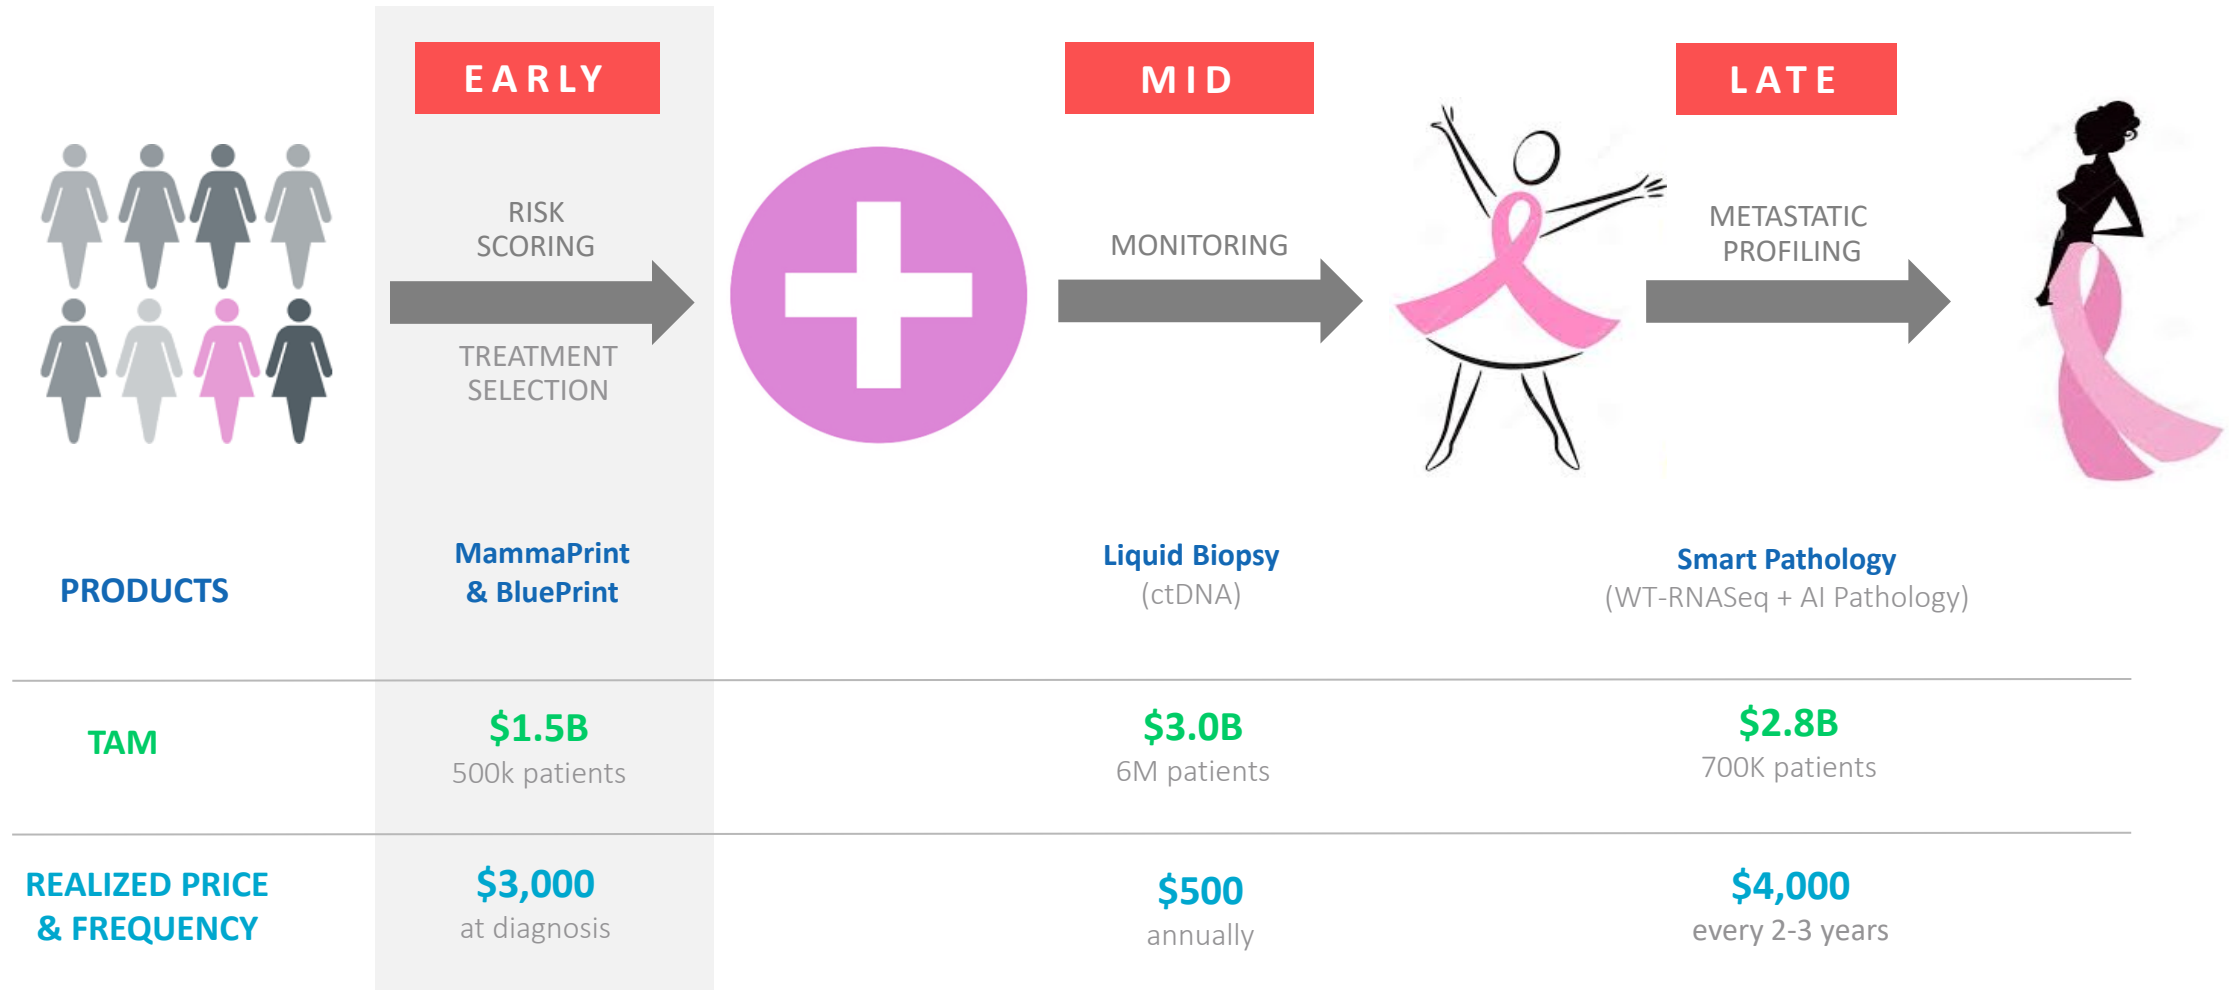 EARLY
MID
LATE
RISK
SCORING
TREATMENT
SELECTION
MONITORING
METASTATIC
PROFILING
PRODUCTS
MammaPrint
& BluePrint
Liquid Biopsy
(ctDNA)
Smart Pathology
(WT-RNASeq + AI Pathology)
TAM
$1.5B
500k patients
$3.0B
6M patients
$2.8B
700K patients
REALIZED PRICE
& FREQUENCY
$3,000
at diagnosis
$500
annually
$4,000
every 2-3 years